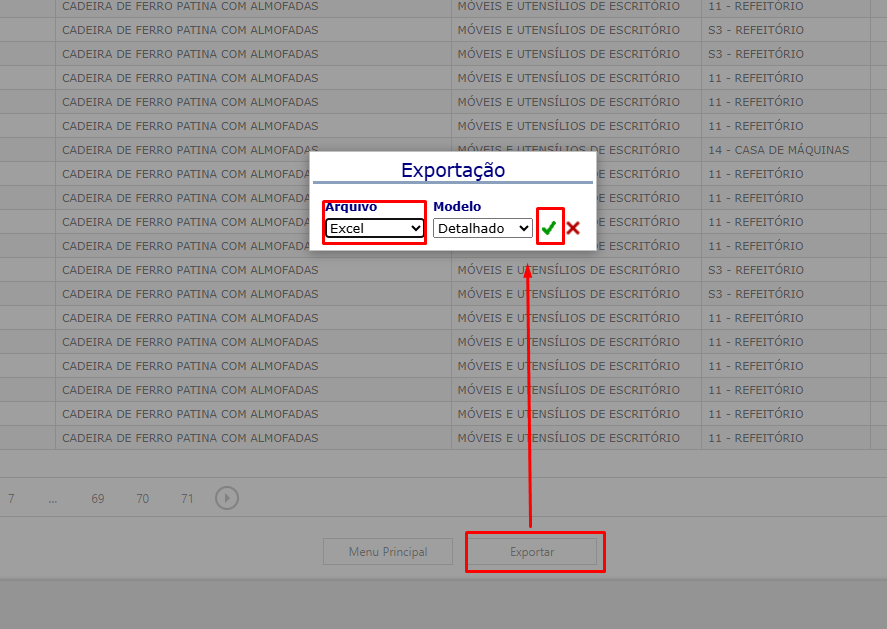 CADEIRA DE FERRO PATINA COM ALMOFADAS MÓVEIS E UTENSÍLIOS DE ESCRITÓRIO 11 - REFEITÓRIO
CADEIRA DE FERRO PATINA COM ALMOFADAS MÓVEIS E UTENSÍLIOS DE ESCRITÓRIO S3 - REFEITÓRIO
CADEIRA DE FERRO PATINA COM ALMOFADAS MÓVEIS E UTENSÍLIOS DE ESCRITÓRIO S3 - REFEITÓRIO
CADEIRA DE FERRO PATINA COM ALMOFADAS MÓVEIS E UTENSÍLIOS DE ESCRITÓRIO 11 - REFEITÓRIO
CADEIRA DE FERRO PATINA COM ALMOFADAS MÓVEIS E UTENSÍLIOS DE ESCRITÓRIO 11 - REFEITÓRIO
CADEIRA DE FERRO PATINA COM ALMOFADAS MÓVEIS E UTENSÍLIOS DE ESCRITÓRIO 11 - REFEITÓRIO
CADEIRA DE FERRO PATINA COM ALMOFADAS MÓVEIS E UTENSÍLIOS DE ESCRITÓRIO 14 - CASA DE MÁQUINAS
CADEIRA DE FERRO PATINA COM ALMOFADAS 11 - REFEITÓRIO
CADEIRA DE FERRO PATINA COM ALMOFADAS 11 - REFEITÓRIO
CADEIRA DE FERRO PATINA COM ALMOFADAS 11 - REFEITÓRIO
CADEIRA DE FERRO PATINA COM ALMOFADAS 11 - REFEITÓRIO
Exportação
Arquivo Modelo
Excel Detalhado
CADEIRA DE FERRO PATINA COM ALMOFADAS MÓVEIS E UTENSÍLIOS DE ESCRITÓRIO S3 - REFEITÓRIO
CADEIRA DE FERRO PATINA COM ALMOFADAS MÓVEIS E UTENSÍLIOS DE ESCRITÓRIO S3 - REFEITÓRIO
CADEIRA DE FERRO PATINA COM ALMOFADAS MÓVEIS E UTENSÍLIOS DE ESCRITÓRIO 11 - REFEITÓRIO
CADEIRA DE FERRO PATINA COM ALMOFADAS MÓVEIS E UTENSÍLIOS DE ESCRITÓRIO 11 - REFEITÓRIO
CADEIRA DE FERRO PATINA COM ALMOFADAS MÓVEIS E UTENSÍLIOS DE ESCRITÓRIO 11 - REFEITÓRIO
CADEIRA DE FERRO PATINA COM ALMOFADAS MÓVEIS E UTENSÍLIOS DE ESCRITÓRIO 11 - REFEITÓRIO
CADEIRA DE FERRO PATINA COM ALMOFADAS MÓVEIS E UTENSÍLIOS DE ESCRITÓRIO 11 - REFEITÓRIO
CADEIRA DE FERRO PATINA COM ALMOFADAS MÓVEIS E UTENSÍLIOS DE ESCRITÓRIO 11 - REFEITÓRIO
7 ... 69 70 71
Menu Principal Exportar